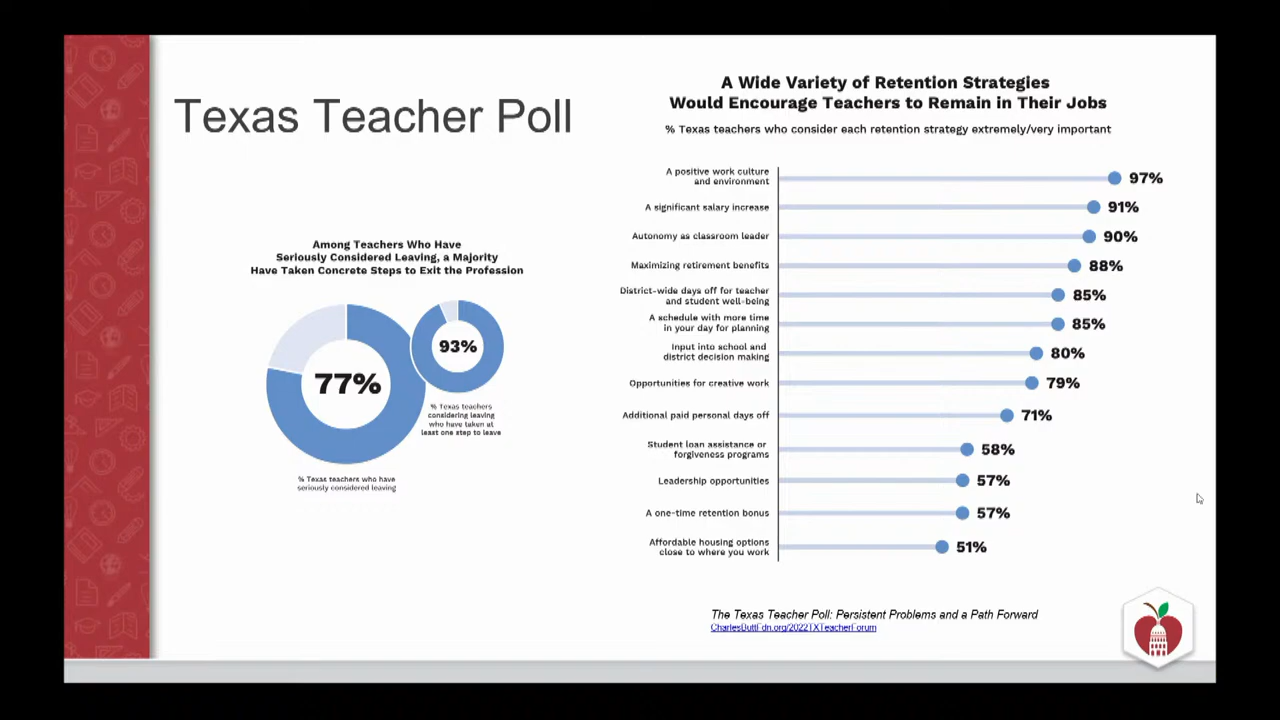 Texas Teacher Poll
Among Teachers Who Have
Seriously Considered Leaving, a Majority
Have Taken Concrete Steps to Exit the Profession
77%
93%
% Texas teachers
considering leaving
who have taken at
least one step to leave
% Texas teachers who have
seriously considered leaving
A Wide Variety of Retention Strategies
Would Encourage Teachers to Remain in Their Jobs
% Texas teachers who consider each retention strategy extremely/very important
A positive work culture
and environment
97%
A significant salary increase
91%
Autonomy as classroom leader
90%
Maximizing retirement benefits
88%
District-wide days off for teacher
and student well-being
85%
A schedule with more time
in your day for planning
85%
Input into school and
district decision making
80%
Opportunities for creative work
79%
Additional paid personal days off
71%
Student loan assistance or
forgiveness programs
58%
Leadership opportunities
57%
A one-time retention bonus
57%
Affordable housing options
close to where you work
51%
The Texas Teacher Poll: Persistent Problems and a Path Forward
CharlesButtFdn.org/2022TXTeacherForum